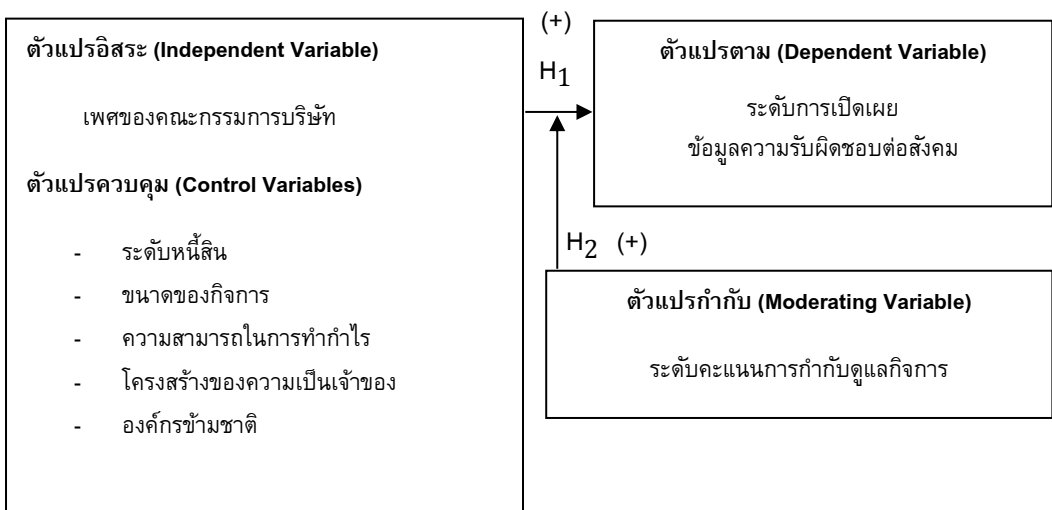 ตัวแปรอิสระ (Independent Variable)
เพศของคณะกรรมการบริษัท
ตัวแปรควบคุม (Control Variables)
- ระดับหนี้สิน
- ขนาดของกิจการ
- ความสามารถในการทำกำไร
- โครงสร้างของความเป็นเจ้าของ
- องค์กรข้ามชาติ
(+)
H1
ตัวแปรตาม (Dependent Variable)
ระดับการเปิดเผย
ข้อมูลความรับผิดชอบต่อสังคม
H2 (+)
ตัวแปรกำกับ (Moderating Variable)
ระดับคะแนนการกำกับดูแลกิจการ